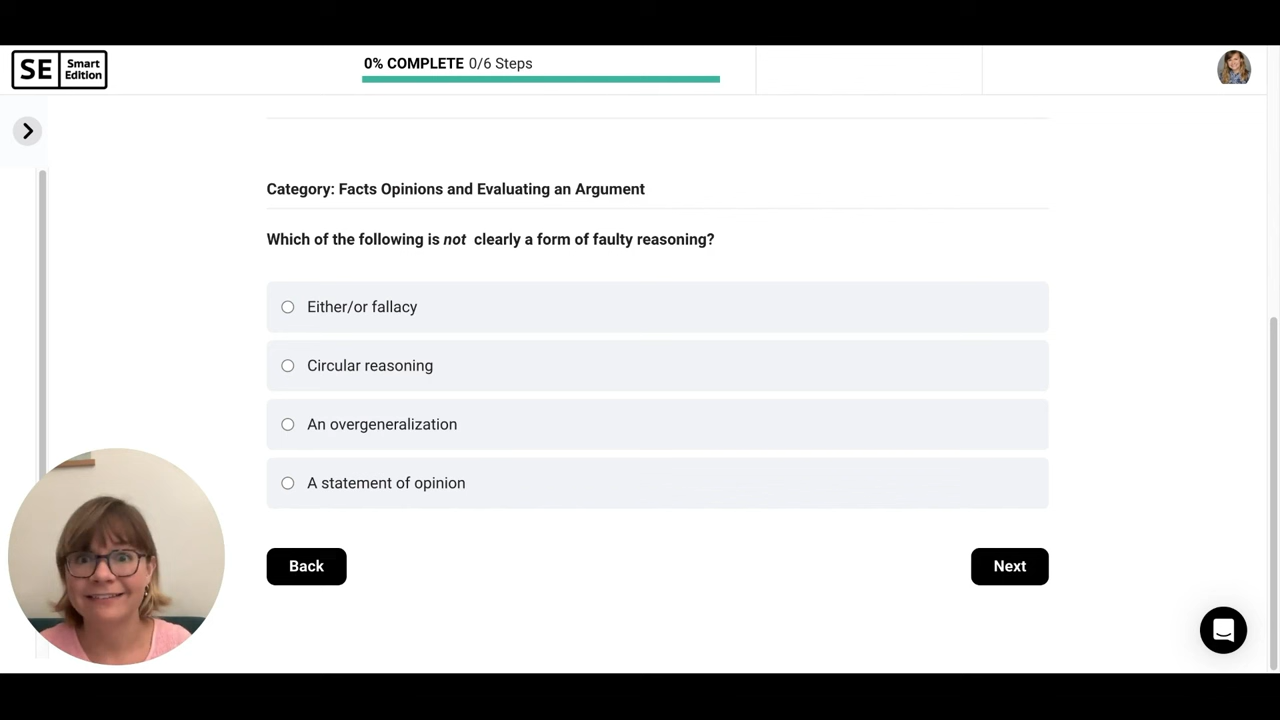 SE Smart Edition
0% COMPLETE 0/6 Steps
Category: Facts Opinions and Evaluating an Argument
Which of the following is not clearly a form of faulty reasoning?
Either/or fallacy
Circular reasoning
An overgeneralization
A statement of opinion
Back
Next